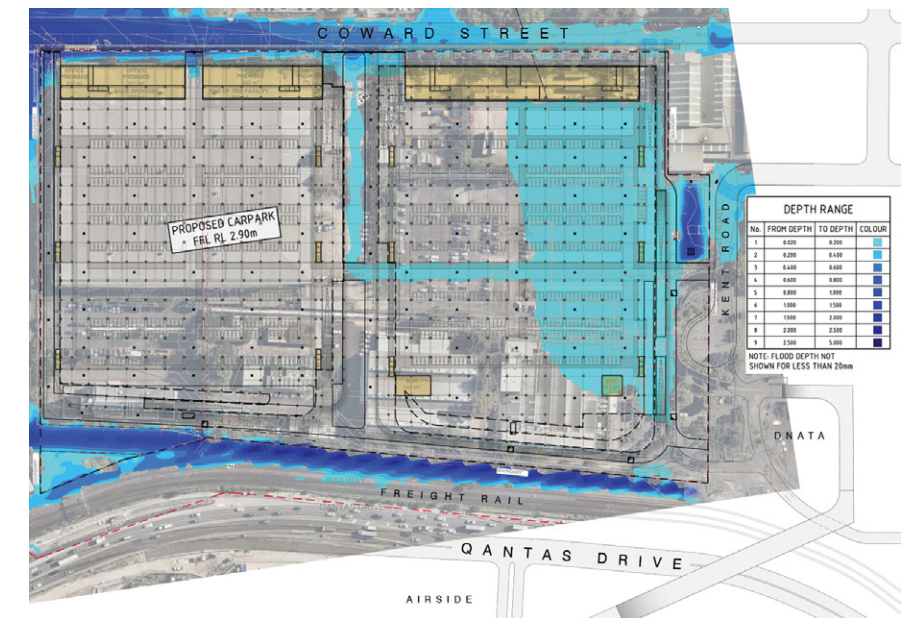 COWARD STREET
PROPOSED CARPARK
FFL RL 2.90m
KENT ROAD
DEPTH RANGE
No. FROM DEPTH TO DEPTH COLOUR
1 0.020 0.200
2 0.200 0.400
3 0.400 0.600
4 0.600 0.800
5 0.800 1.000
6 1.000 1.500
7 1.500 2.000
8 2.000 2.500
9 2.500 5.000
NOTE: FLOOD DEPTH NOT
SHOWN FOR LESS THAN 20mm
DNATA
BOUNDARY
FREIGHT RAIL
QANTAS DRIVE
QANTAS DRIVE
AIRSIDE